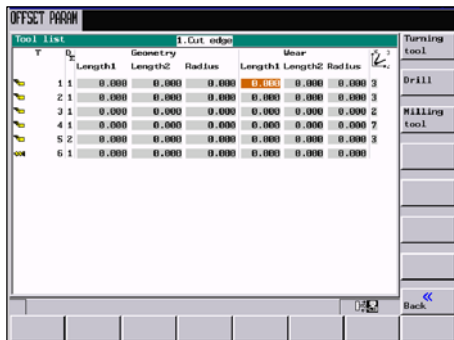 OFFSET PARAM
Tool list 1.Cut edge
T D Geometry Wear
Σ Length1 Length2 Radius Length1 Length2 Radius
1 1 0.000 0.000 0.000 0.000 0.000 0.000 3
2 1 0.000 0.000 0.000 0.000 0.000 0.000 3
3 1 0.000 0.000 0.000 0.000 0.000 0.000 2
4 1 0.000 0.000 0.000 0.000 0.000 0.000 7
5 2 0.000 0.000 0.000 0.000 0.000 0.000 3
6 1 0.000 0.000 0.000 0.000 0.000 0.000
Turning
tool
Drill
Milling
tool
«
Back